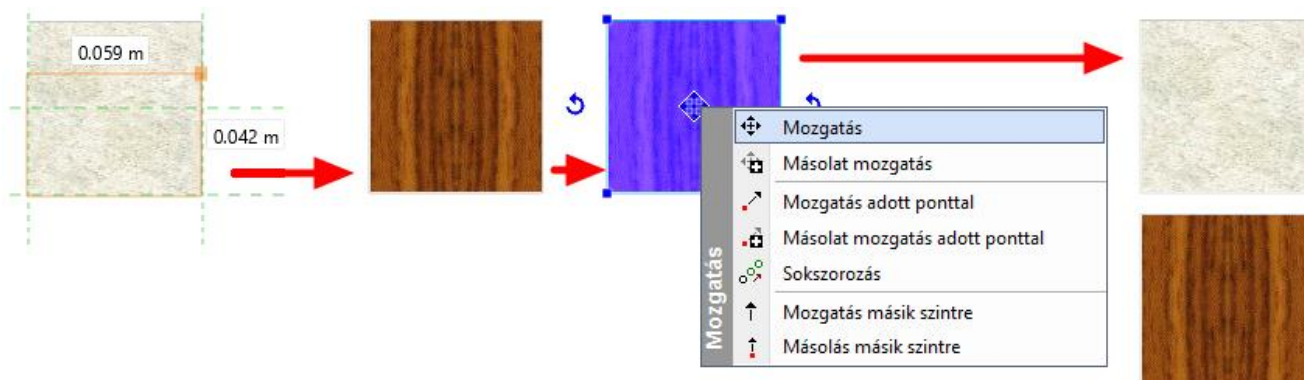 0.059 m
0.042 m
Mozgatás
Mozgatás
Másolat mozgatás
Mozgatás adott ponttal
Másolat mozgatás adott ponttal
Sokszorozás
Mozgatás másik szintre
Másolás másik szintre